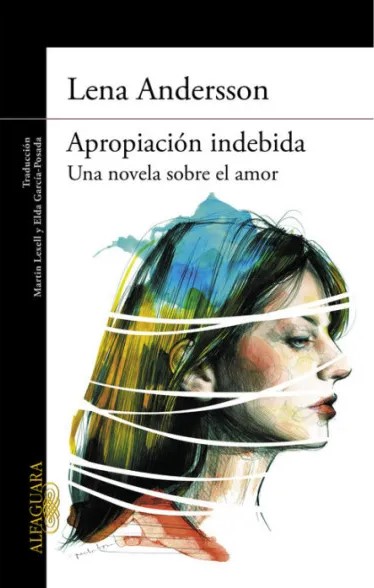 Lena Andersson
Apropiación indebida
Una novela sobre el amor
Traducción
Martin Lexell y Elda García-Posada
ALFAGUARA